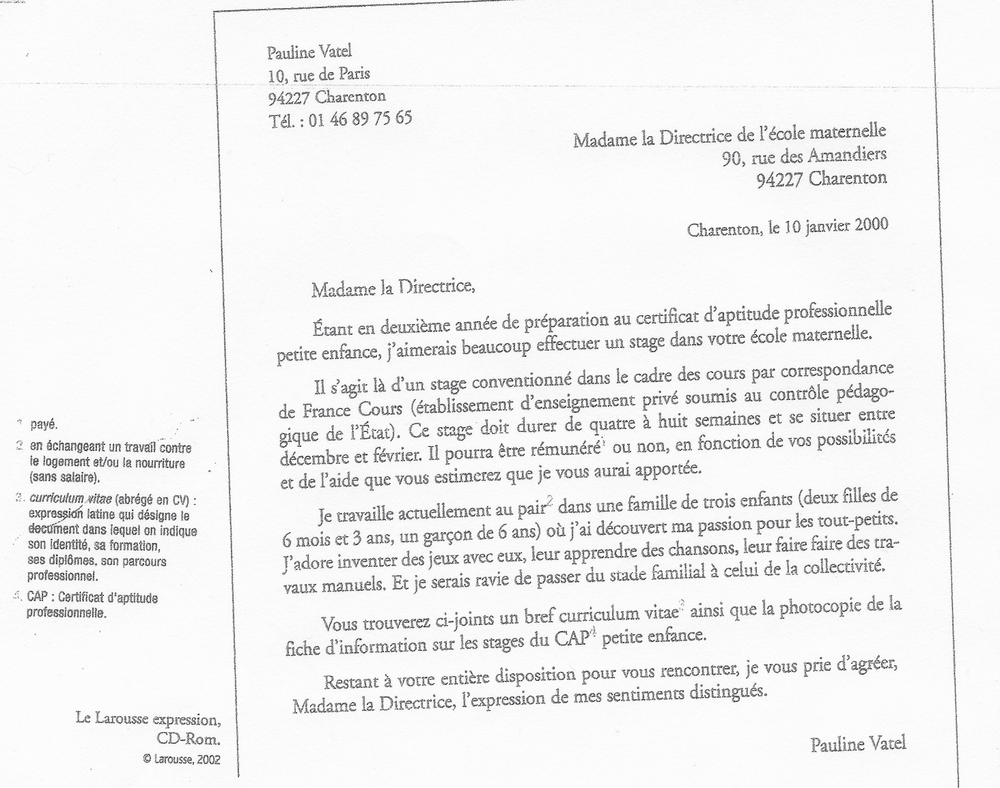 Pauline Vatel
10, rue de Paris
94227 Charenton
Tél. : 01 46 89 75 65
Madame la Directrice de l'école maternelle
90, rue des Amandiers
94227 Charenton
Charenton, le 10 janvier 2000
Madame la Directrice,
Étant en deuxième année de préparation au certificat d'aptitude professionnelle
petite enfance, j'aimerais beaucoup effectuer un stage dans votre école maternelle.
Il s'agit là d'un stage conventionné dans le cadre des cours par correspondance
de France Cours (établissement d'enseignement privé soumis au contrôle pédago-
gique de l'État). Ce stage doit durer de quatre à huit semaines et se situer entre
décembre et février. Il pourra être rémunéré1 ou non, en fonction de vos possibilités
et de l'aide que vous estimerez que je vous aurai apportée.
Je travaille actuellement au pair2 dans une famille de trois enfants (deux filles de
6 mois et 3 ans, un garçon de 6 ans) où j'ai découvert ma passion pour les tout-petits.
J'adore inventer des jeux avec eux, leur apprendre des chansons, leur faire faire des tra-
vaux manuels. Et je serais ravie de passer du stade familial à celui de la collectivité.
Vous trouverez ci-joints un bref curriculum vitae3 ainsi que la photocopie de la
fiche d'information sur les stages du CAP4 petite enfance.
Restant à votre entière disposition pour vous rencontrer, je vous prie d'agréer,
Madame la Directrice, l'expression de mes sentiments distingués.
Pauline Vatel
1 payé.
2 en échangeant un travail contre
le logement et/ou la nourriture
(sans salaire).
3. curriculum vitae (abrégé en CV) :
expression latine qui désigne le
document dans lequel on indique
son identité, sa formation,
ses diplômes, son parcours
professionnel.
4. CAP : Certificat d'aptitude
professionnelle.
Le Larousse expression,
CD-Rom.
© Larousse, 2002